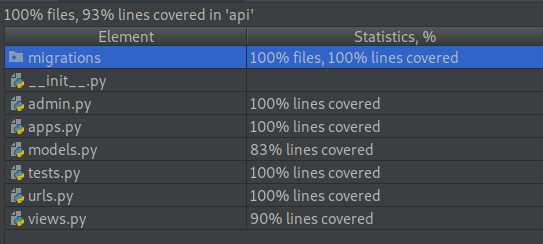 100% files, 93% lines covered in 'api'
Element Statistics, %
migrations 100% files, 100% lines covered
__init__.py
admin.py 100% lines covered
apps.py 100% lines covered
models.py 83% lines covered
tests.py 100% lines covered
urls.py 100% lines covered
views.py 90% lines covered